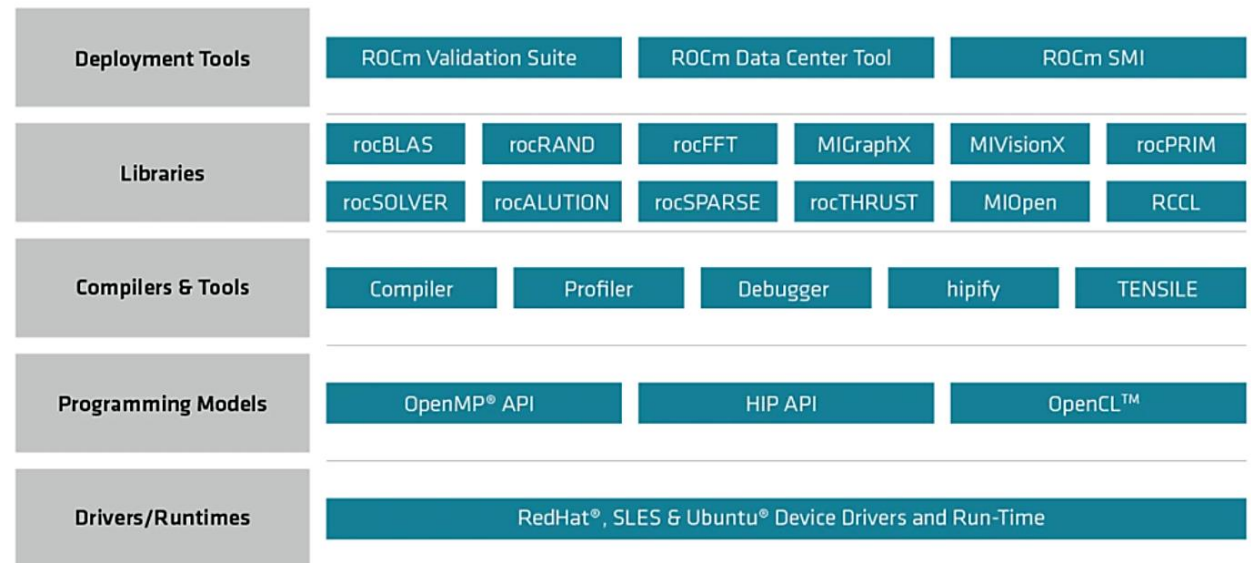 Deployment Tools
ROCm Validation Suite
ROCm Data Center Tool
ROCm SMI
Libraries
rocBLAS
rocRAND
rocFFT
MIGraphX
MIVisionX
rocPRIM
rocSOLVER
rocALUTION
rocSPARSE
rocTHRUST
MIOpen
RCCL
Compilers & Tools
Compiler
Profiler
Debugger
hipify
TENSILE
Programming Models
OpenMP® API
HIP API
OpenCL™
Drivers/Runtimes
RedHat®, SLES & Ubuntu® Device Drivers and Run-Time